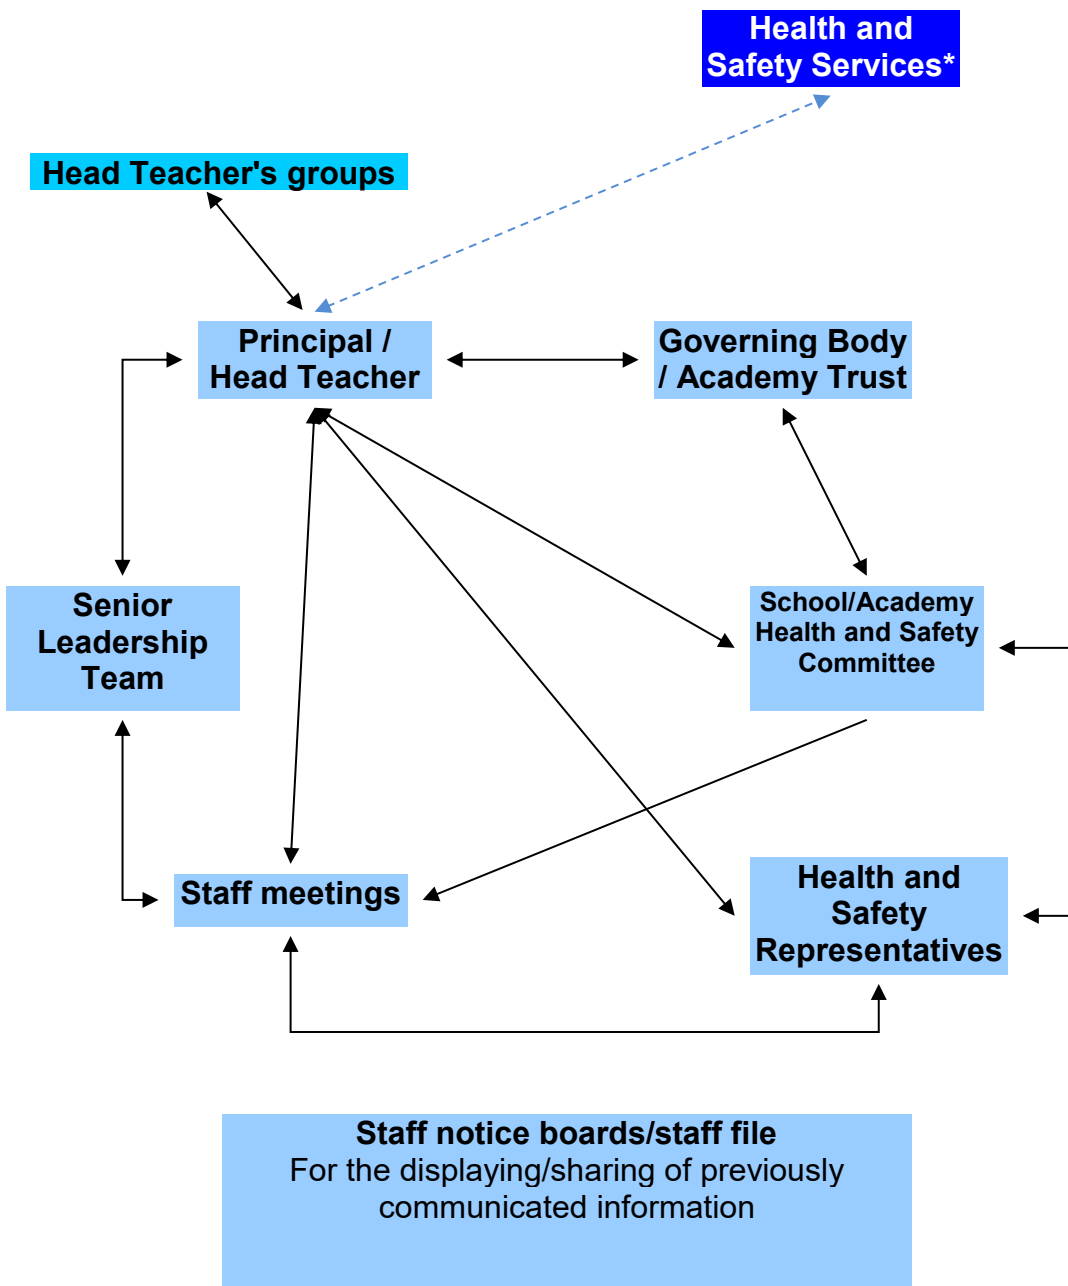 Health and
Safety Services*
Head Teacher's groups
Principal /
Head Teacher
Governing Body
/ Academy Trust
Senior
Leadership
Team
School/Academy
Health and Safety
Committee
Staff meetings
Health and
Safety
Representatives
Staff notice boards/staff file
For the displaying/sharing of previously
communicated information